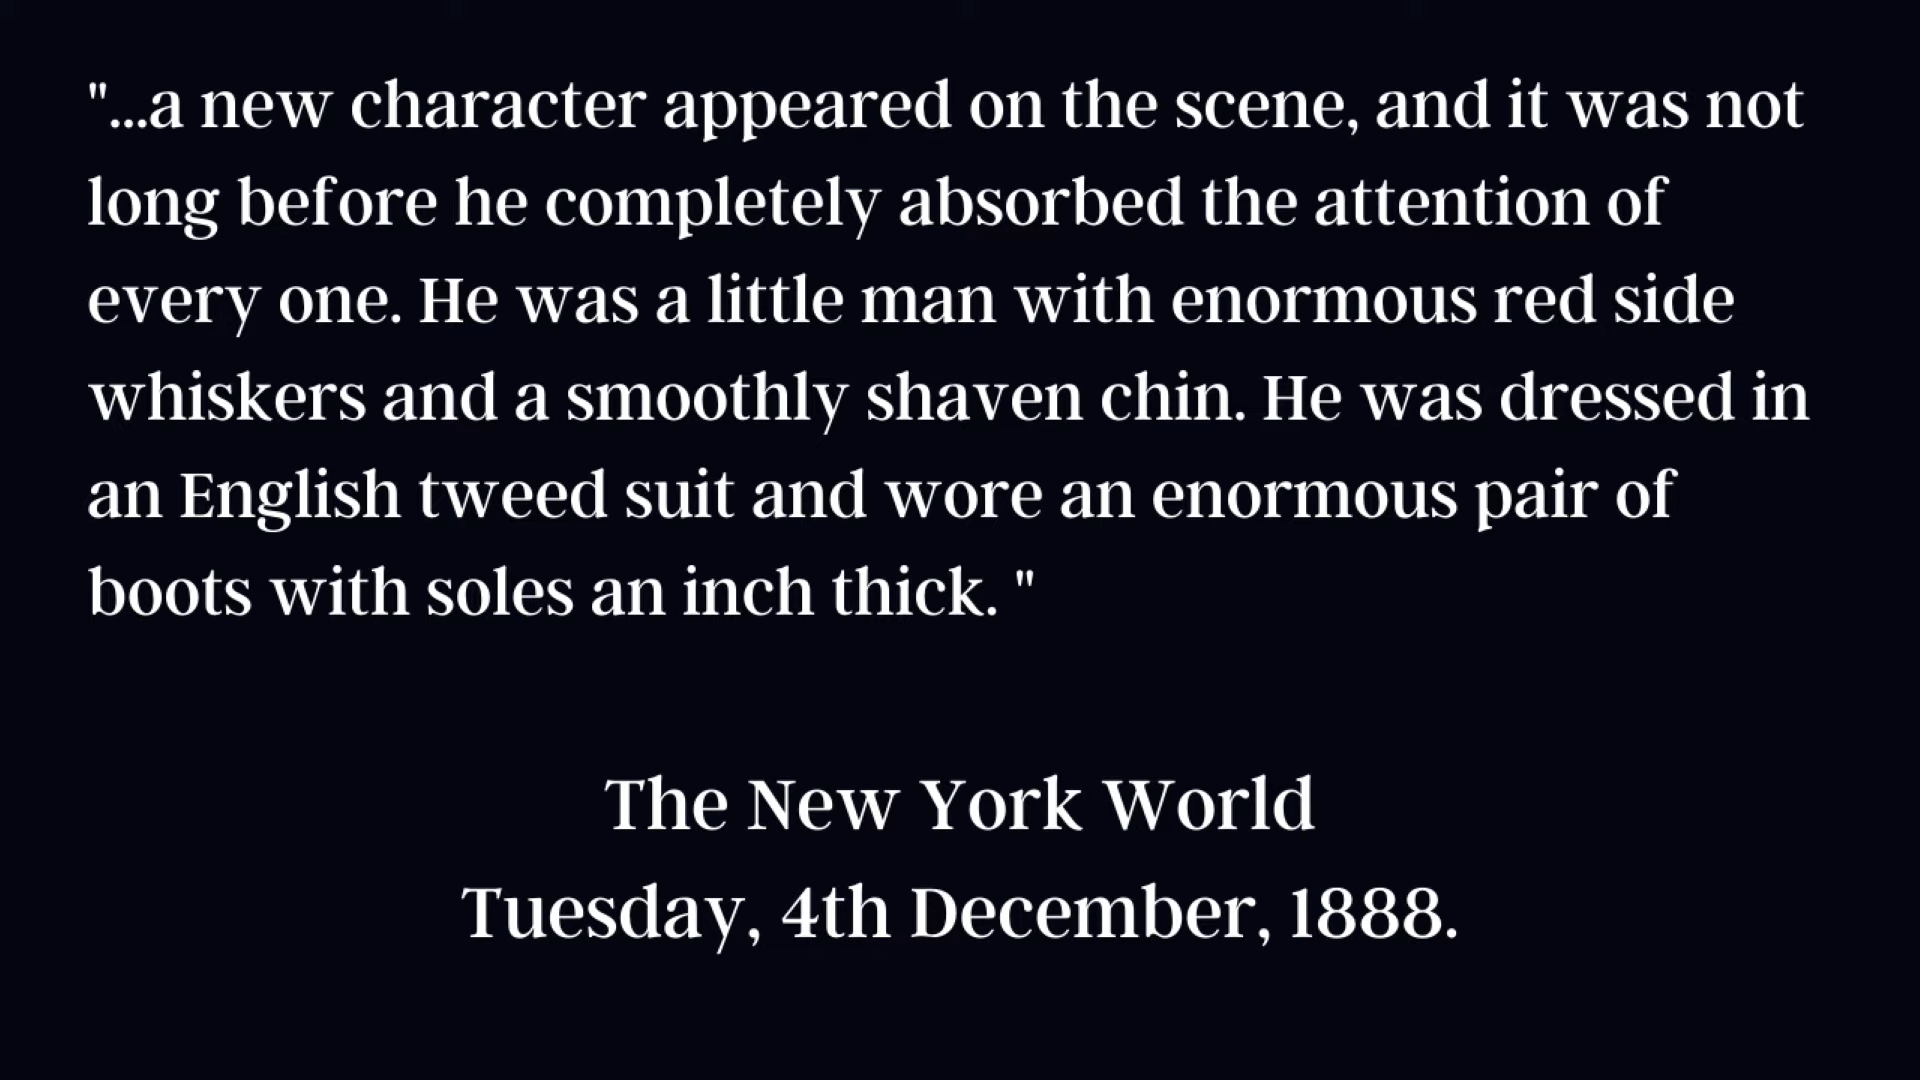 "...a new character appeared on the scene, and it was not
long before he completely absorbed the attention of
every one. He was a little man with enormous red side
whiskers and a smoothly shaven chin. He was dressed in
an English tweed suit and wore an enormous pair of
boots with soles an inch thick. "
The New York World
Tuesday, 4th December, 1888.